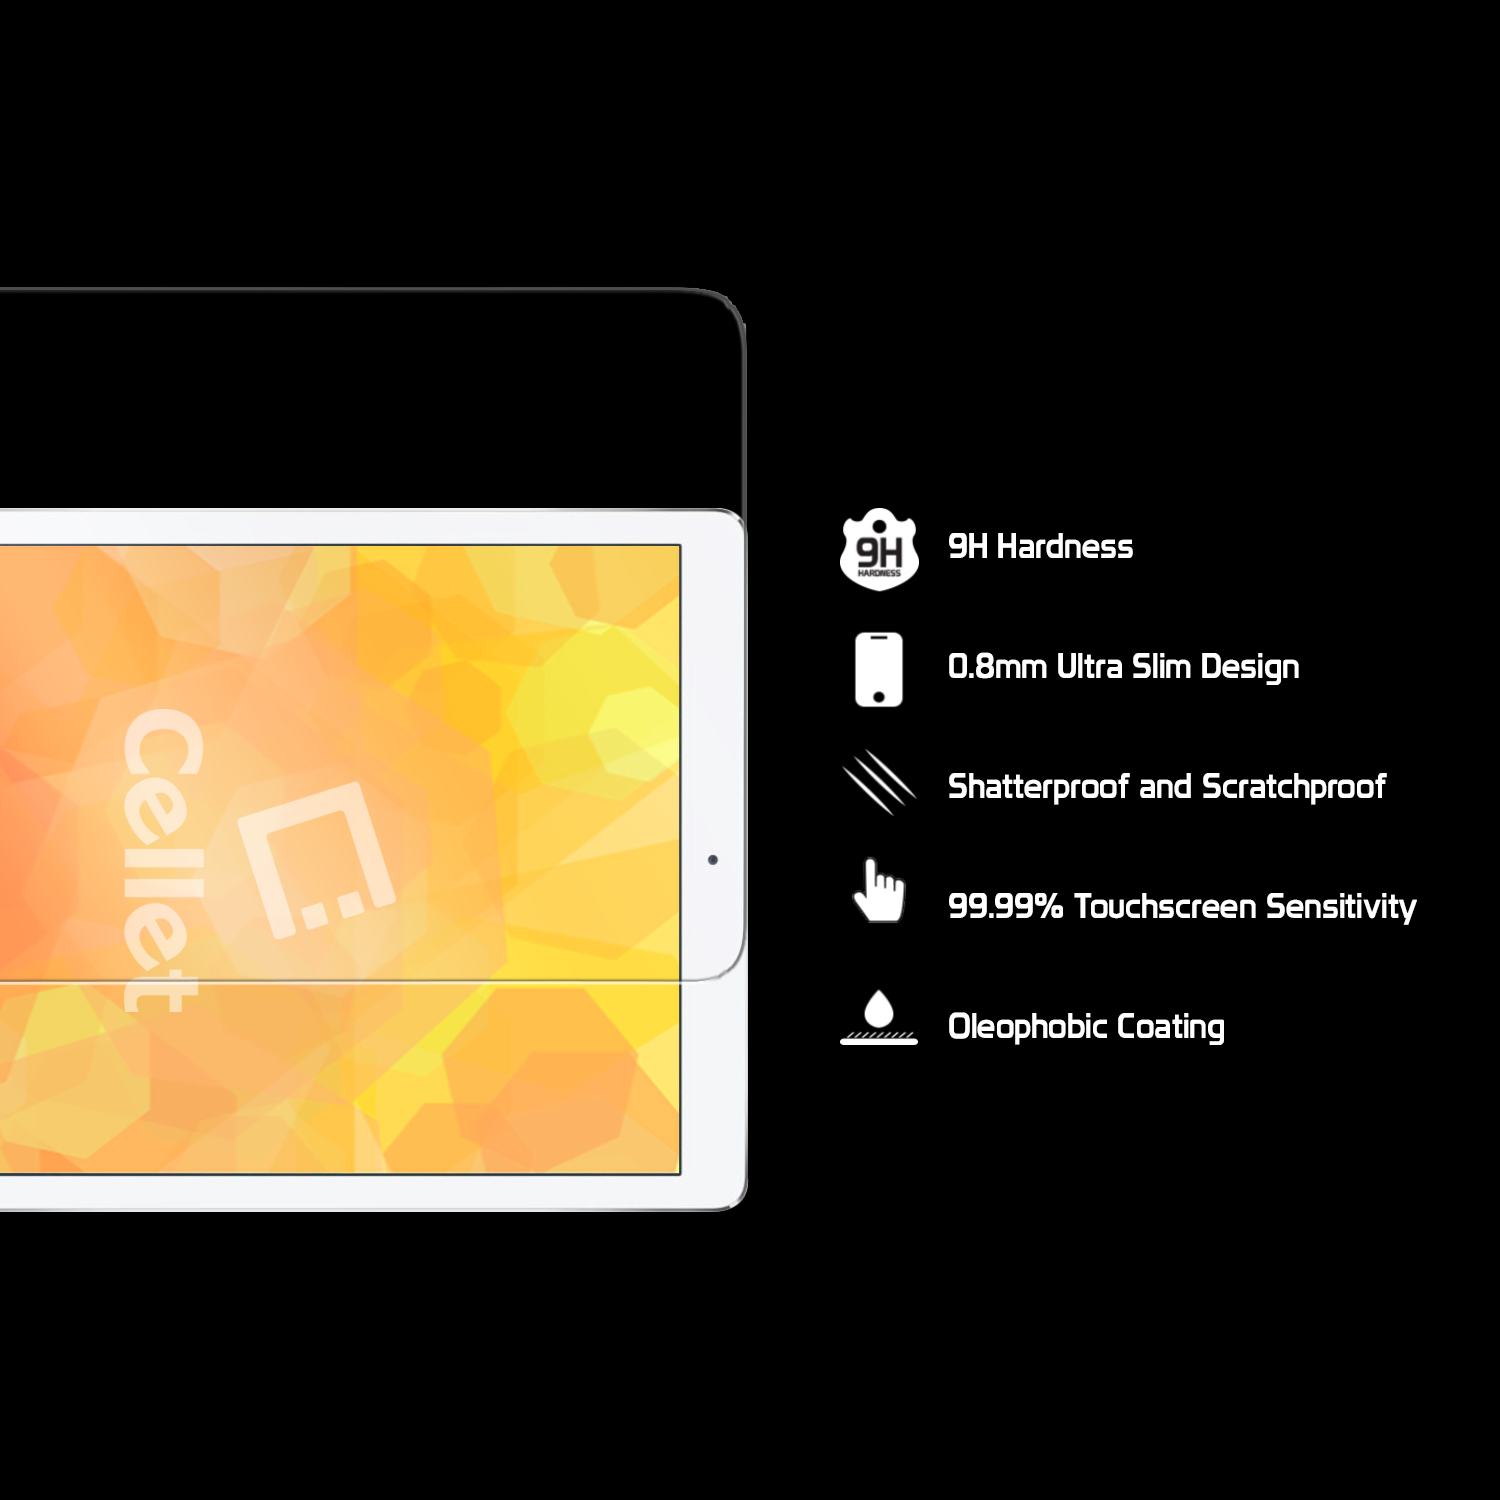 Cellet
9H
HARDNESS
9H Hardness
0.8mm Ultra Slim Design
Shatterproof and Scratchproof
99.99% Touchscreen Sensitivity
Oleophobic Coating